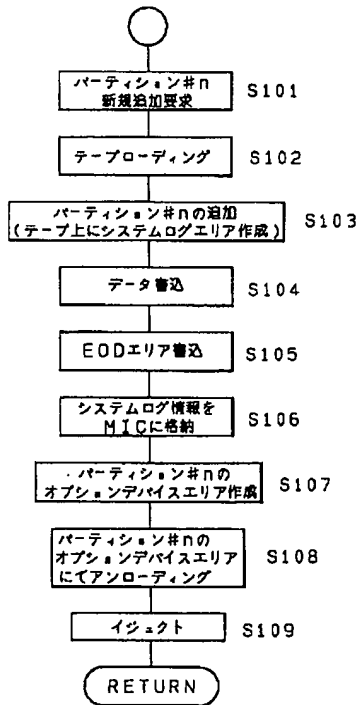 パーティション#n
新規追加要求
S101
テープローディング
S102
パーティション#nの追加
(テープ上にシステムログエリア作成)
S103
データ書込
S104
EODエリア書込
S105
システムログ情報を
MICに格納
S106
パーティション#nの
オプションデバイスエリア作成
S107
パーティション#nの
オプションデバイスエリア
にてアンローディング
S108
イジェクト
S109
RETURN